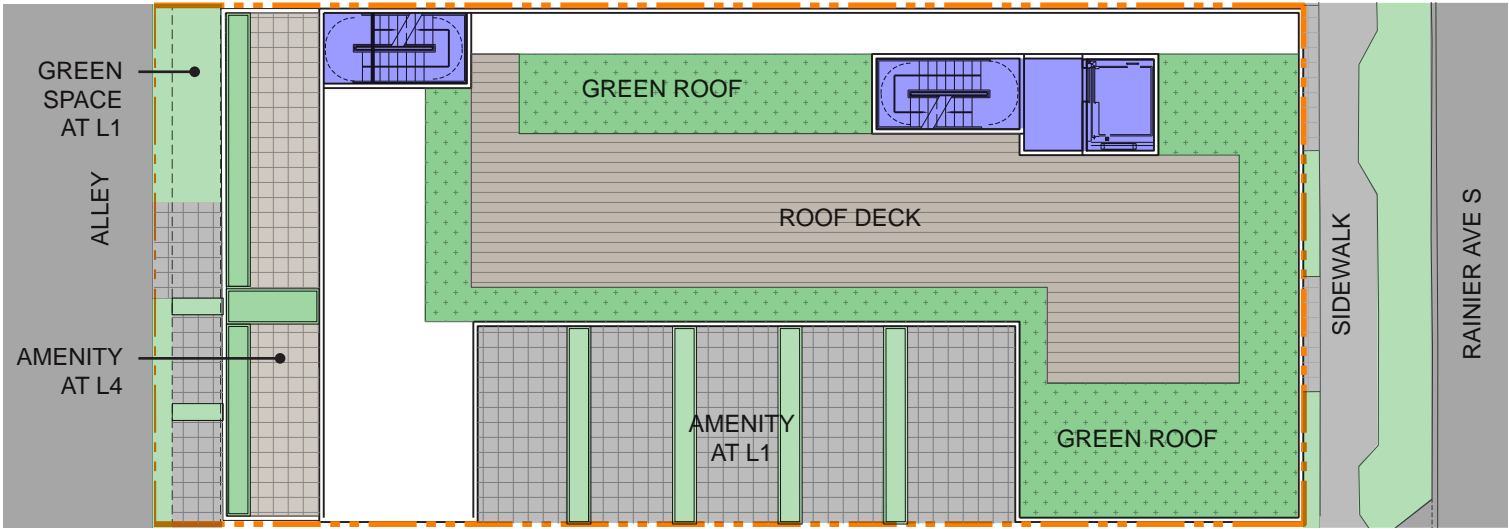 GREEN
SPACE
AT L1
ALLEY
AMENITY
AT L4
GREEN ROOF
ROOF DECK
AMENITY
AT L1
GREEN ROOF
SIDEWALK
RAINIER AVE S